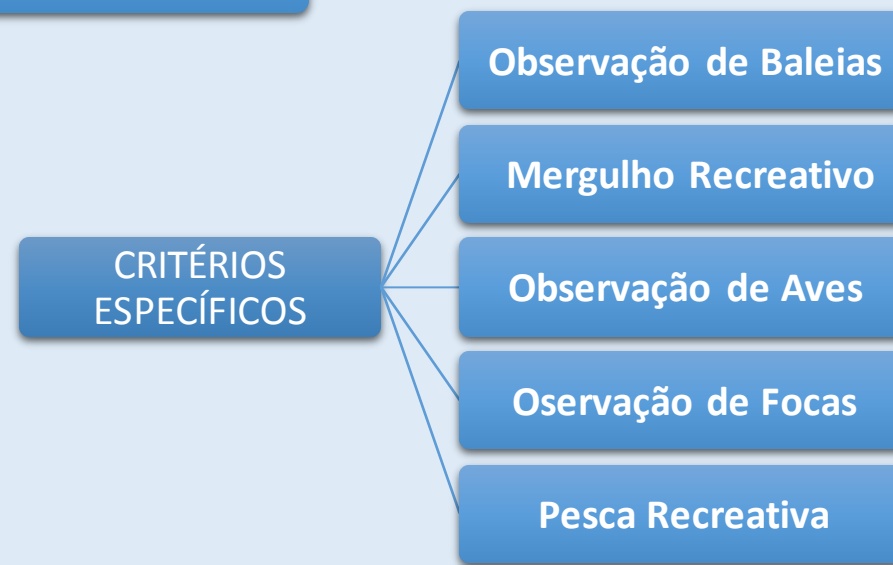 CRITÉRIOS
ESPECÍFICOS
Observação de Baleias
Mergulho Recreativo
Observação de Aves
Oservação de Focas
Pesca Recreativa